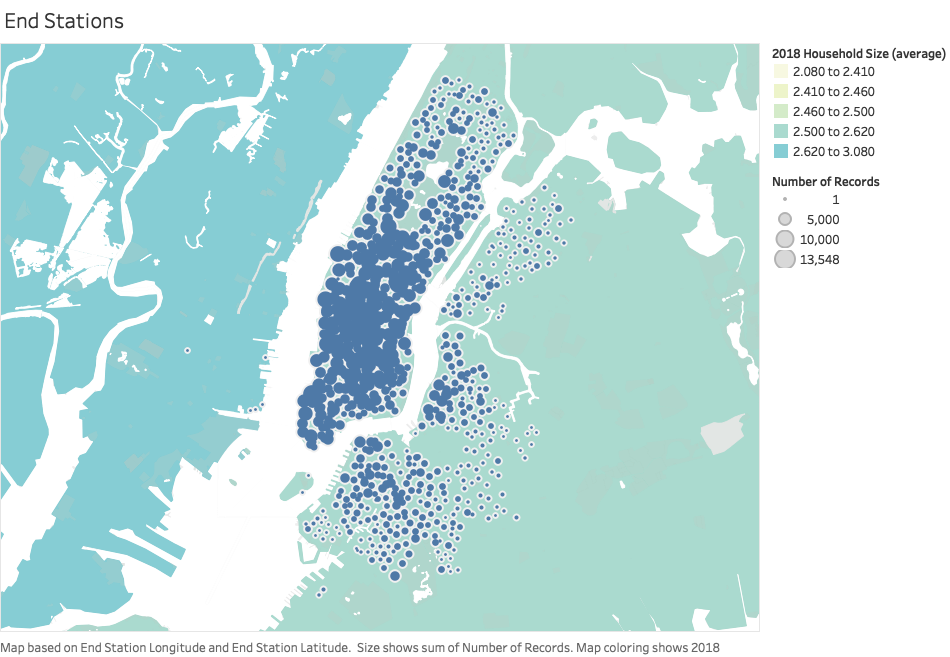 End Stations
2018 Household Size (average)
2.080 to 2.410
2.410 to 2.460
2.460 to 2.500
2.500 to 2.620
2.620 to 3.080
Number of Records
1
5,000
10,000
13,548
Map based on End Station Longitude and End Station Latitude. Size shows sum of Number of Records. Map coloring shows 2018